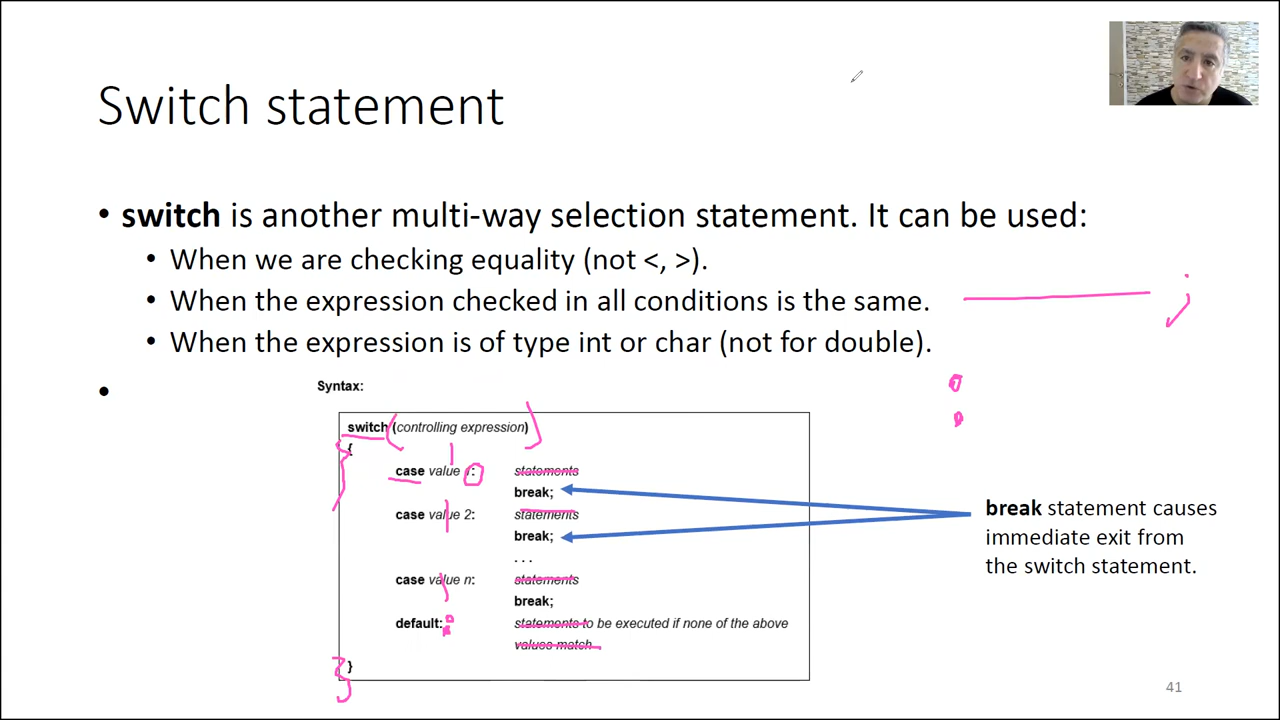 Switch statement
• switch is another multi-way selection statement. It can be used:
• When we are checking equality (not <, >).
• When the expression checked in all conditions is the same.
• When the expression is of type int or char (not for double).
•
Syntax:
switch (controlling expression)
{
case value 1: statements
break;
case value 2: statements
break;
. . .
case value n: statements
break;
default: statements to be executed if none of the above
values match
}
break statement causes
immediate exit from
the switch statement.
;
:
41